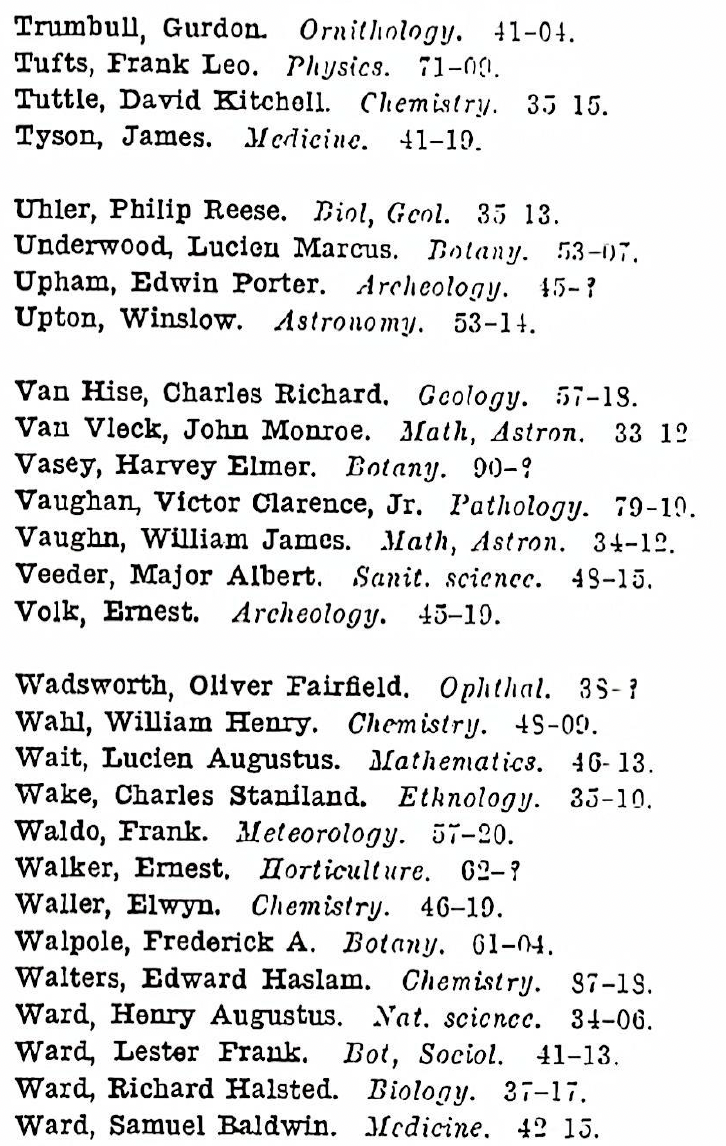 Trumbull, Gurdon. Ornithology. 41-04.
Tufts, Frank Leo. Physics. 71-09.
Tuttle, David Kitchell. Chemistry. 35 15.
Tyson, James. Medicine. 41-19.
Uhler, Philip Reese. Biol, Geol. 35 13.
Underwood, Lucien Marcus. Botany. 53-07.
Upham, Edwin Porter. Archeology. 45-?
Upton, Winslow. Astronomy. 53-14.
Van Hise, Charles Richard. Geology. 57-18.
Van Vleck, John Monroe. Math, Astron. 33 12
Vasey, Harvey Elmer. Botany. 90-?
Vaughan, Victor Clarence, Jr. Pathology. 79-19.
Vaughn, William James. Math, Astron. 34-12.
Veeder, Major Albert. Sanit. science. 48-15.
Volk, Ernest. Archeology. 45-19.
Wadsworth, Oliver Fairfield. Ophthal. 38-?
Wahl, William Henry. Chemistry. 48-09.
Wait, Lucien Augustus. Mathematics. 46-13.
Wake, Charles Staniland. Ethnology. 35-10.
Waldo, Frank. Meteorology. 57-20.
Walker, Ernest. Horticulture. 62-?
Waller, Elwyn. Chemistry. 46-19.
Walpole, Frederick A. Botany. 61-04.
Walters, Edward Haslam. Chemistry. 87-18.
Ward, Henry Augustus. Nat. science. 34-06.
Ward, Lester Frank. Bot, Sociol. 41-13.
Ward, Richard Halsted. Biology. 37-17.
Ward, Samuel Baldwin. Medicine. 42 15.